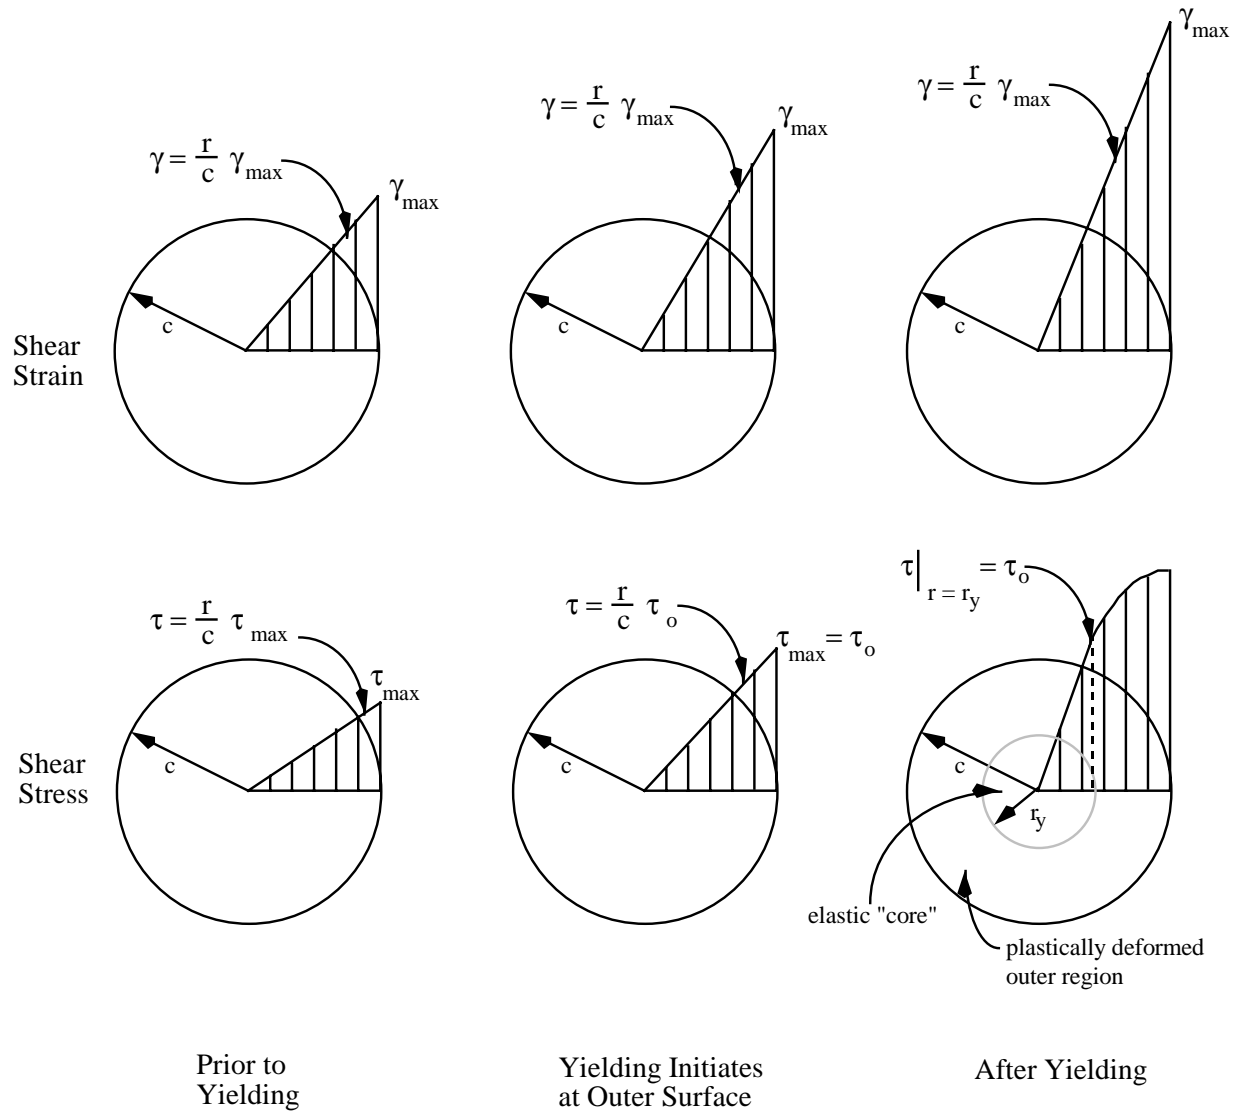 γmax
γ = r/c γmax
γmax
γ = r/c γmax
γ = r/c γmax
γmax
c
c
c
Shear
Strain
τ|r = ry = τo
τ = r/c τmax
τ = r/c τo
τmax = τo
τmax
c
c
c
Shear
Stress
ry
elastic "core"
plastically deformed
outer region
Prior to
Yielding
Yielding Initiates
at Outer Surface
After Yielding